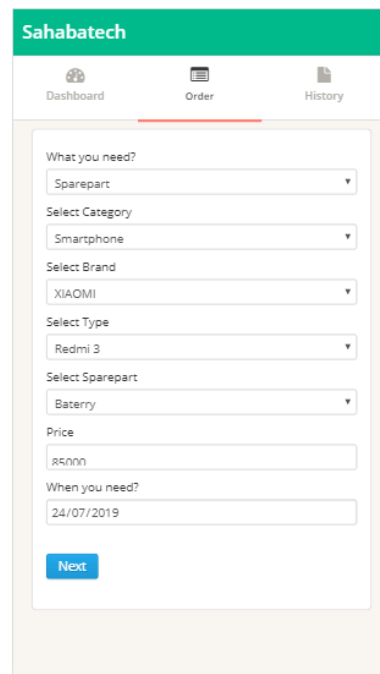 Sahabatech
Dashboard Order History
What you need?
Sparepart
Select Category
Smartphone
Select Brand
XIAOMI
Select Type
Redmi 3
Select Sparepart
Baterry
Price
85000
When you need?
24/07/2019
Next